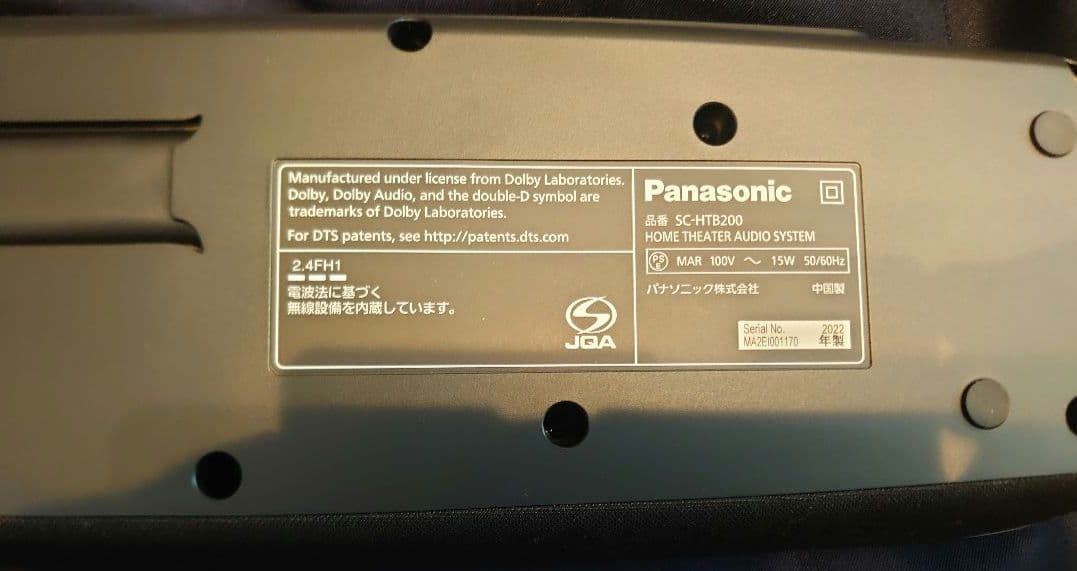 Manufactured under license from Dolby Laboratories.
Dolby, Dolby Audio, and the double-D symbol are
trademarks of Dolby Laboratories.
For DTS patents, see http://patents.dts.com
2.4FH1
電波法に基づく
無線設備を内蔵しています。
JQA
Panasonic
品番 SC-HTB200
HOME THEATER AUDIO SYSTEM
PS E MAR 100V ～ 15W 50/60Hz
パナソニック株式会社 中国製
Serial No. 2022
MA2EI001170 年製